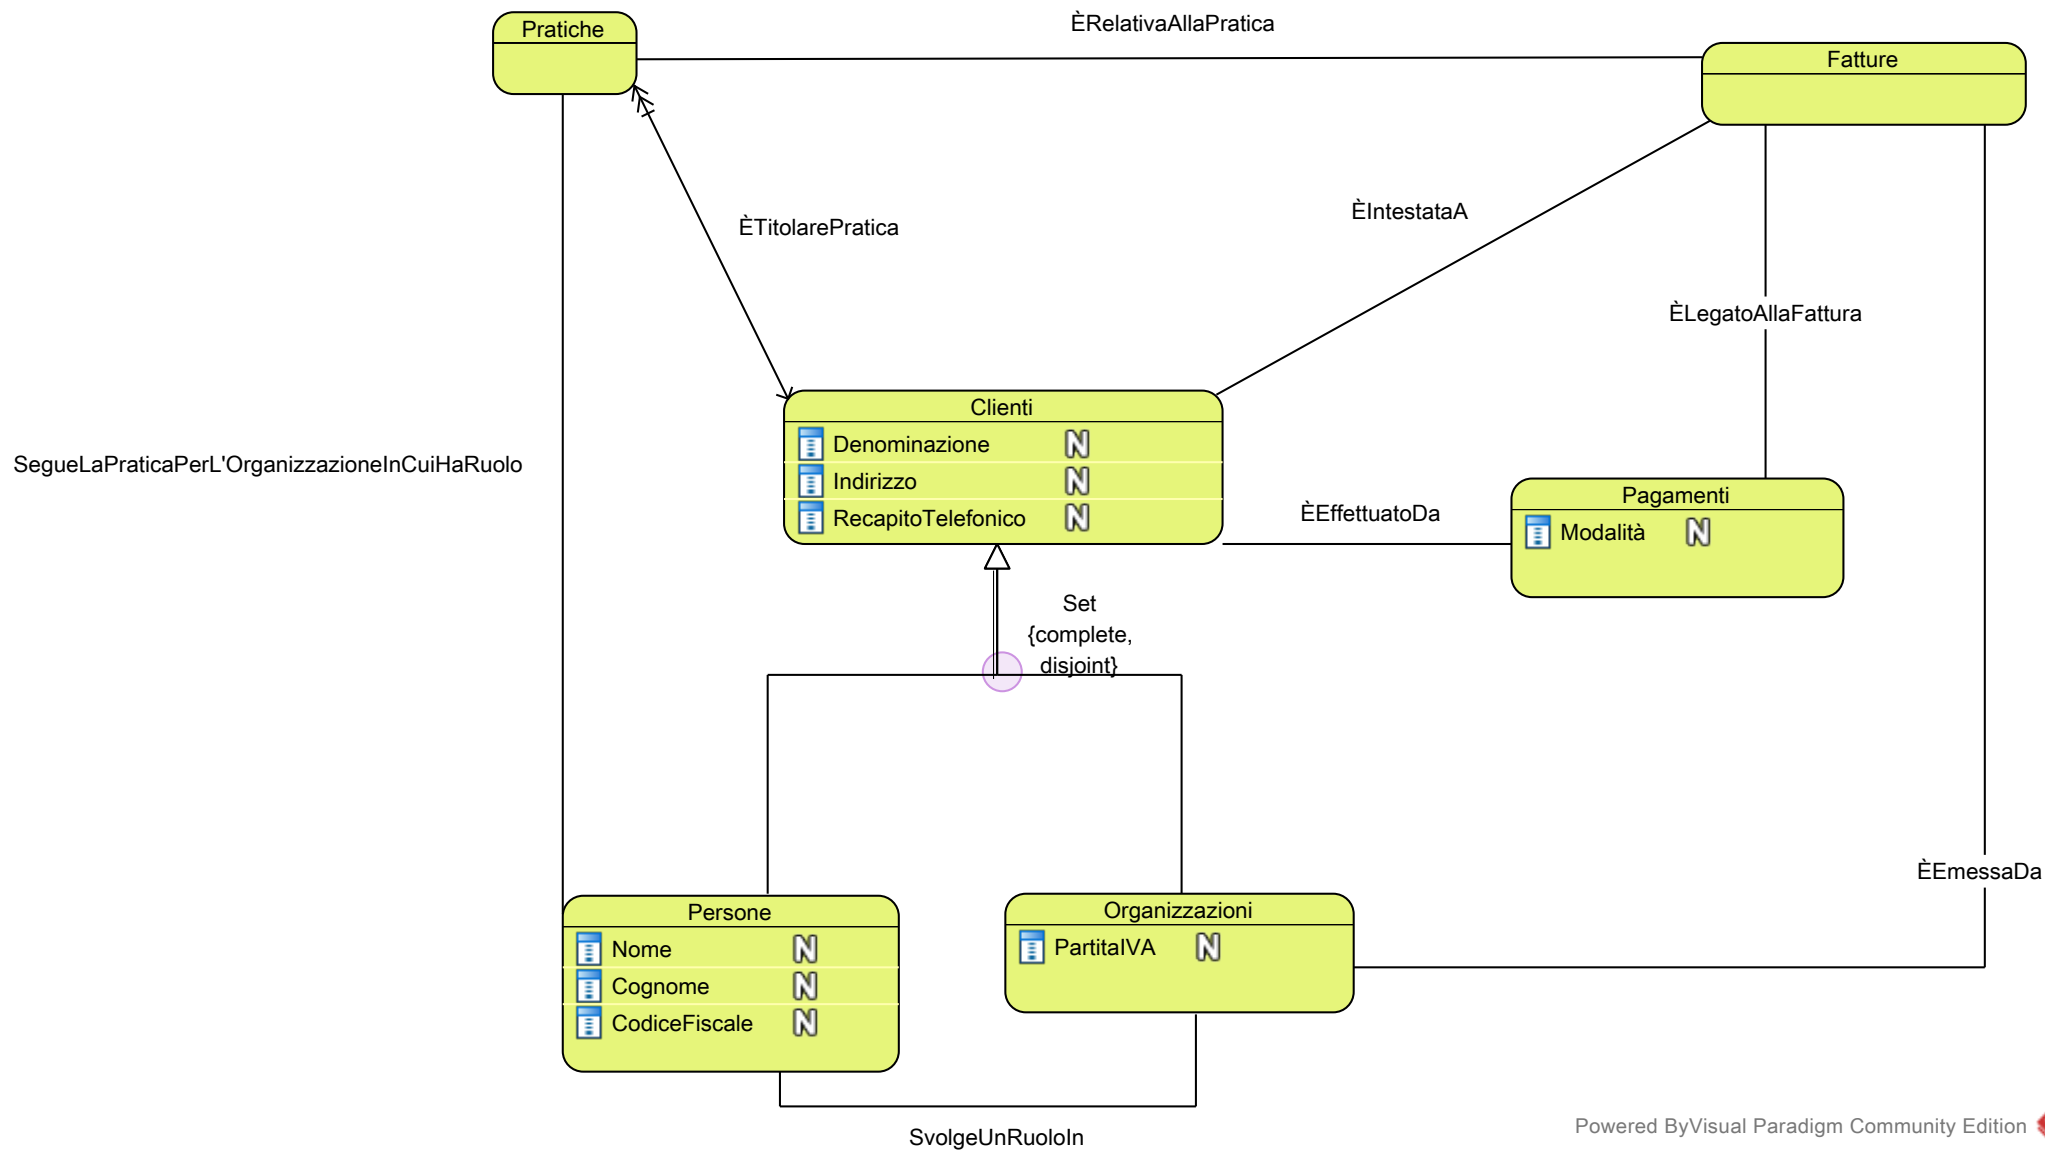 Pratiche
ÈRelativaAllaPratica
Fatture
ÈTitolarePratica
ÈIntestataA
ÈLegatoAllaFattura
Clienti
Denominazione N
Indirizzo N
RecapitoTelefonico N
SegueLaPraticaPerL'OrganizzazioneInCuiHaRuolo
Pagamenti
Modalità N
ÈEffettuatoDa
Set
{complete,
disjoint}
ÈEmessaDa
Persone
Nome N
Cognome N
CodiceFiscale N
Organizzazioni
PartitaIVA N
SvolgeUnRuoloIn
Powered ByVisual Paradigm Community Edition